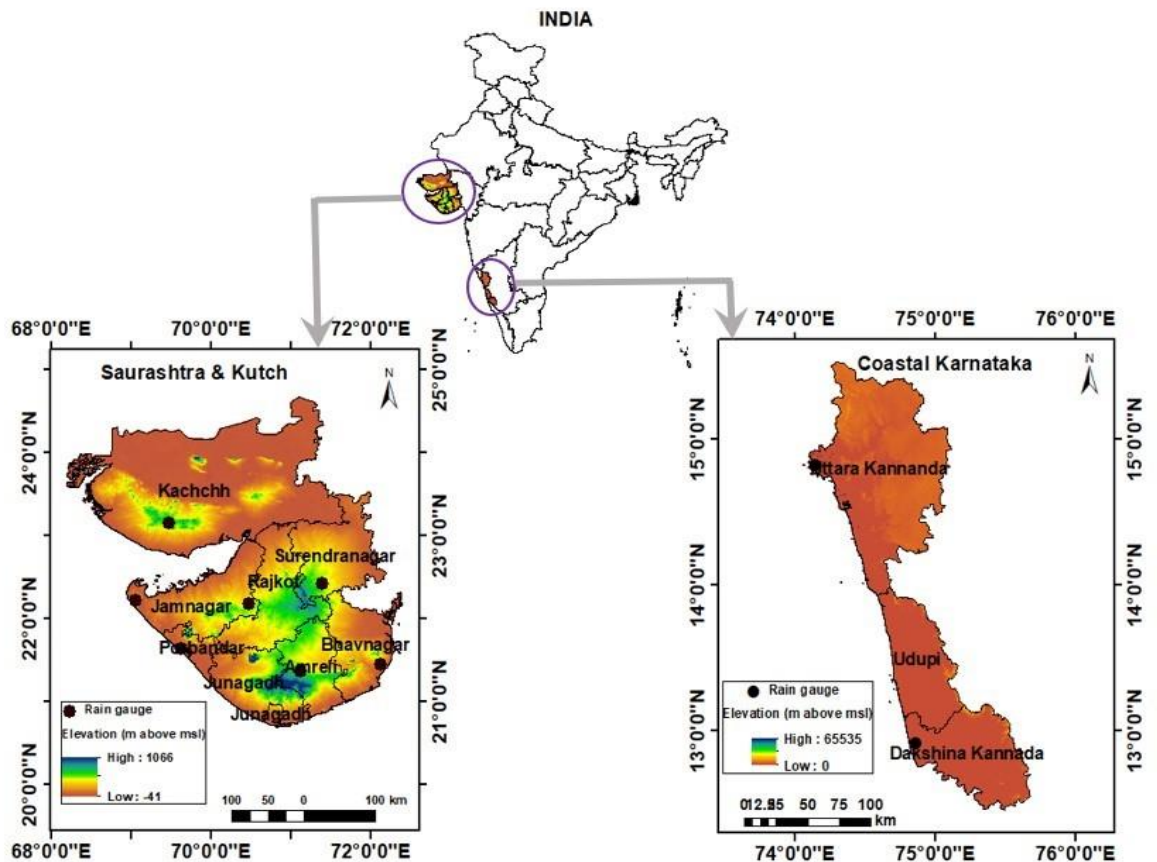 INDIA
68°0'0"E 70°0'0"E 72°0'0"E
Saurashtra & Kutch
N
25°0'0"N
24°0'0"N
23°0'0"N
22°0'0"N
21°0'0"N
20°0'0"N
Kachchh
Surendranagar
Rajkot
Jamnagar
Porbandar
Bhavnagar
Amreli
Junagadh
Junagadh
Rain gauge
Elevation (m above msl)
High : 1066
Low : -41
100 50 0 100 km
68°0'0"E 70°0'0"E 72°0'0"E
74°0'0"E 75°0'0"E 76°0'0"E
Coastal Karnataka
N
15°0'0"N 15°0'0"N
Uttara Kannanda
14°0'0"N 14°0'0"N
Udupi
Rain gauge
Elevation (m above msl)
High : 65535
Low : 0
13°0'0"N 13°0'0"N
Dakshina Kannada
50 75 100
km
74°0'0"E 75°0'0"E 76°0'0"E